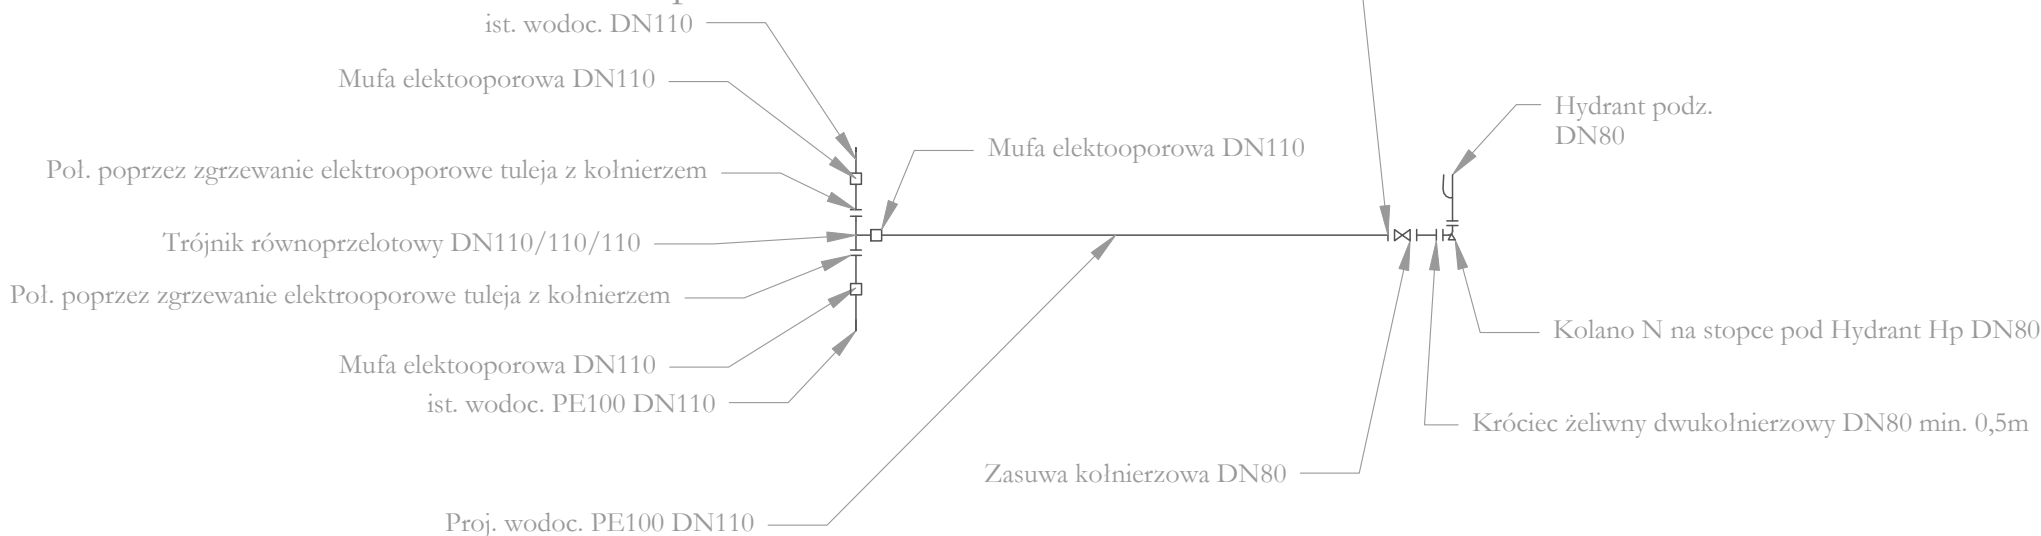 ist. wodoc. DN110
Mufa elektooporowa DN110
Hydrant podz.
DN80
Mufa elektooporowa DN110
Poł. poprzez zgrzewanie elektrooporowe tuleja z kołnierzem
Trójnik równoprzelotowy DN110/110/110
Poł. poprzez zgrzewanie elektrooporowe tuleja z kołnierzem
Kolano N na stopce pod Hydrant Hp DN80
Mufa elektooporowa DN110
ist. wodoc. PE100 DN110
Króciec żeliwny dwukołnierzowy DN80 min. 0,5m
Zasuwa kołnierzowa DN80
Proj. wodoc. PE100 DN110